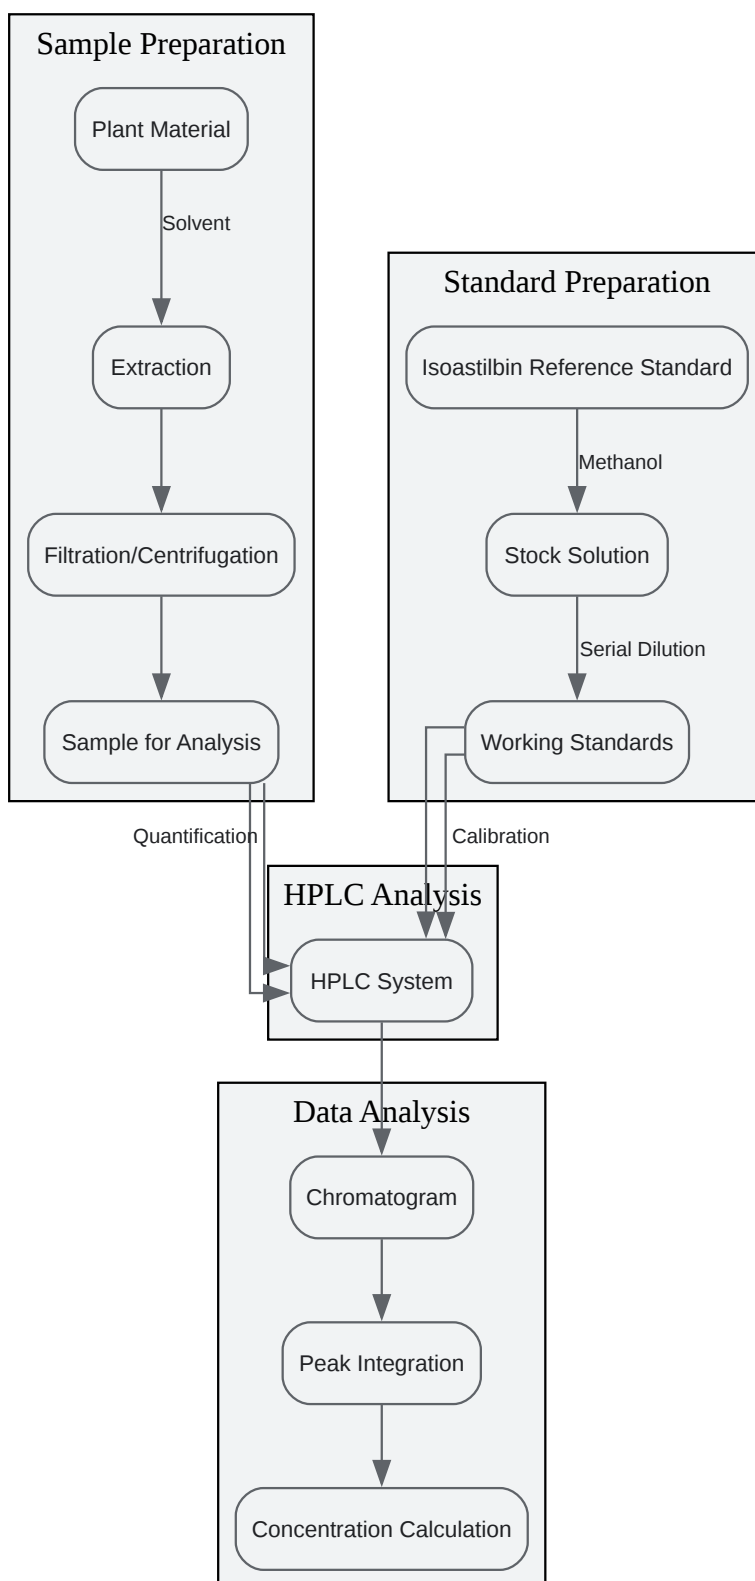 Sample Preparation
Plant Material
Solvent
Extraction
Filtration/Centrifugation
Sample for Analysis
Standard Preparation
Isoastilbin Reference Standard
Methanol
Stock Solution
Serial Dilution
Working Standards
Quantification
Calibration
HPLC Analysis
HPLC System
Data Analysis
Chromatogram
Peak Integration
Concentration Calculation